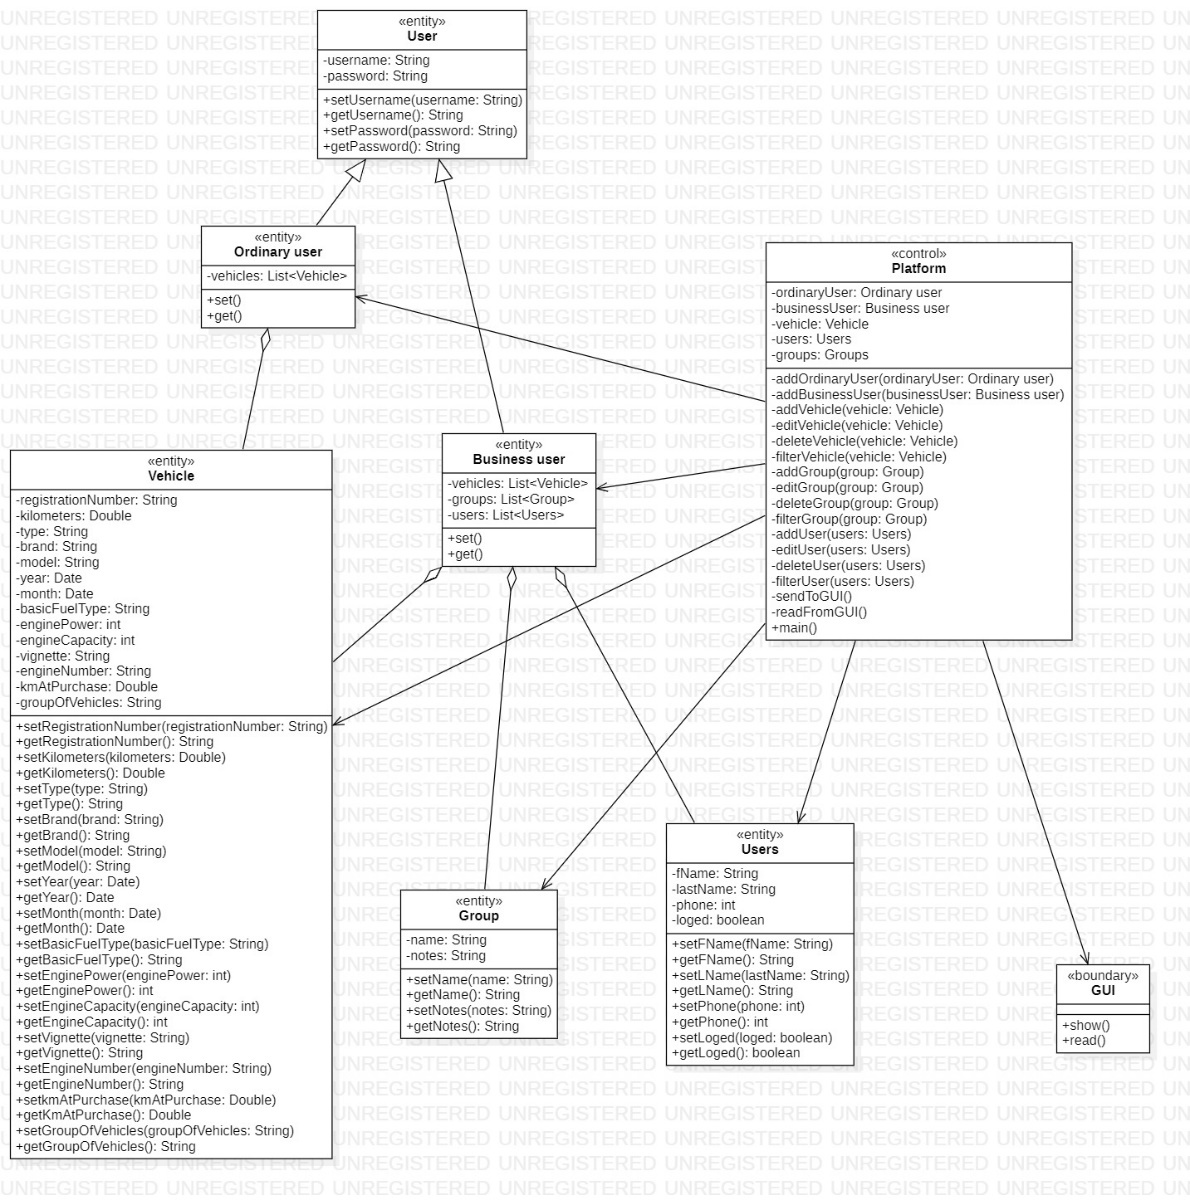 «entity»
User
-username: String
-password: String
+setUsername(username: String)
+getUsername(): String
+setPassword(password: String)
+getPassword(): String
«entity»
Ordinary user
-vehicles: List<Vehicle>
+set()
+get()
«control»
Platform
-ordinaryUser: Ordinary user
-businessUser: Business user
-vehicle: Vehicle
-users: Users
-groups: Groups
-addOrdinaryUser(ordinaryUser: Ordinary user)
-addBusinessUser(businessUser: Business user)
-addVehicle(vehicle: Vehicle)
-editVehicle(vehicle: Vehicle)
-deleteVehicle(vehicle: Vehicle)
-filterVehicle(vehicle: Vehicle)
-addGroup(group: Group)
-editGroup(group: Group)
-deleteGroup(group: Group)
-filterGroup(group: Group)
-addUser(users: Users)
-editUser(users: Users)
-deleteUser(users: Users)
-filterUser(users: Users)
-sendToGUI()
-readFromGUI()
+main()
«entity»
Business user
-vehicles: List<Vehicle>
-groups: List<Group>
-users: List<Users>
+set()
+get()
«entity»
Vehicle
-registrationNumber: String
-kilometers: Double
-type: String
-brand: String
-model: String
-year: Date
-month: Date
-basicFuelType: String
-enginePower: int
-engineCapacity: int
-vignette: String
-engineNumber: String
-kmAtPurchase: Double
-groupOfVehicles: String
+setRegistrationNumber(registrationNumber: String)
+getRegistrationNumber(): String
+setKilometers(kilometers: Double)
+getKilometers(): Double
+setType(type: String)
+getType(): String
+setBrand(brand: String)
+getBrand(): String
+setModel(model: String)
+getModel(): String
+setYear(year: Date)
+getYear(): Date
+setMonth(month: Date)
+getMonth(): Date
+setBasicFuelType(basicFuelType: String)
+getBasicFuelType(): String
+setEnginePower(enginePower: int)
+getEnginePower(): int
+setEngineCapacity(engineCapacity: int)
+getEngineCapacity(): int
+setVignette(vignette: String)
+getVignette(): String
+setEngineNumber(engineNumber: String)
+getEngineNumber(): String
+setkmAtPurchase(kmAtPurchase: Double)
+getKmAtPurchase(): Double
+setGroupOfVehicles(groupOfVehicles: String)
+getGroupOfVehicles(): String
«entity»
Group
-name: String
-notes: String
+setName(name: String)
+getName(): String
+setNotes(notes: String)
+getNotes(): String
«entity»
Users
-fName: String
-lastName: String
-phone: int
-loged: boolean
+setFName(fName: String)
+getFName(): String
+setLName(lastName: String)
+getLName(): String
+setPhone(phone: int)
+getPhone(): int
+setLoged(loged: boolean)
+getLoged(): boolean
«boundary»
GUI
+show()
+read()
UNREGISTERED